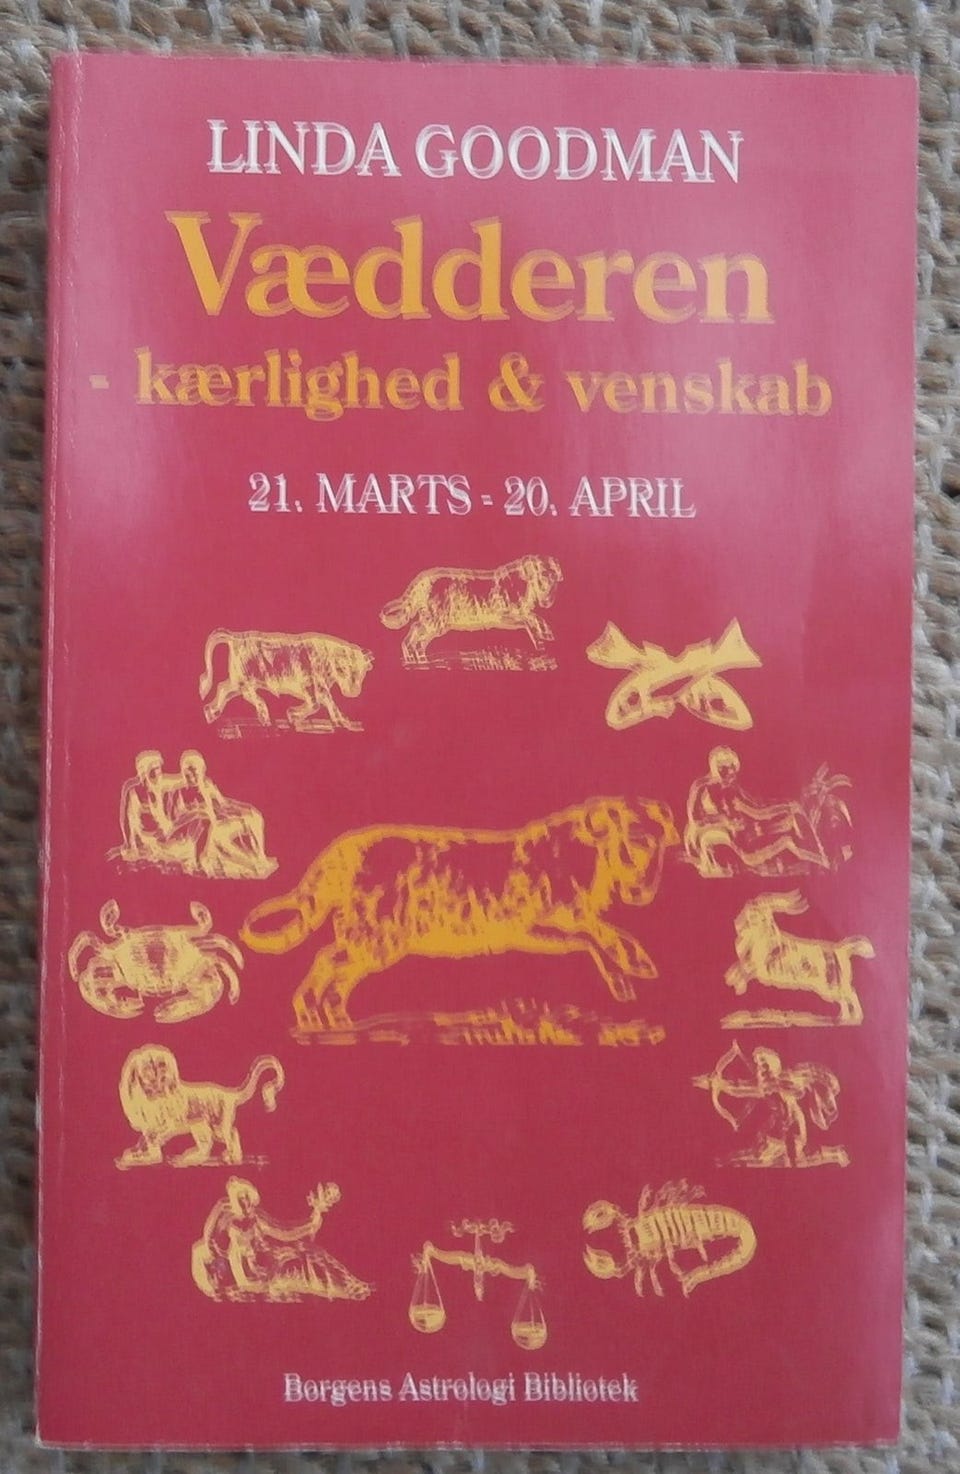 LINDA GOODMAN
Vædderen
- kærlighed & venskab
21. MARTS - 20. APRIL
Borgens Astrologi Bibliotek